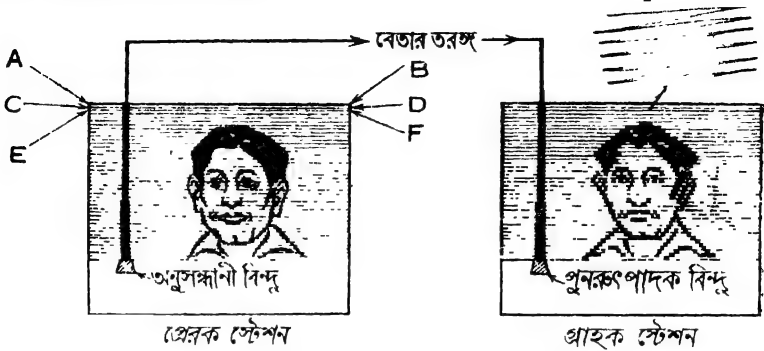 বেতার তরঙ্গ
A B
C D
E F
অনুসন্ধানী বিন্দু
পুনরুৎপাদক বিন্দু
প্রেরক স্টেশন
গ্রাহক স্টেশন